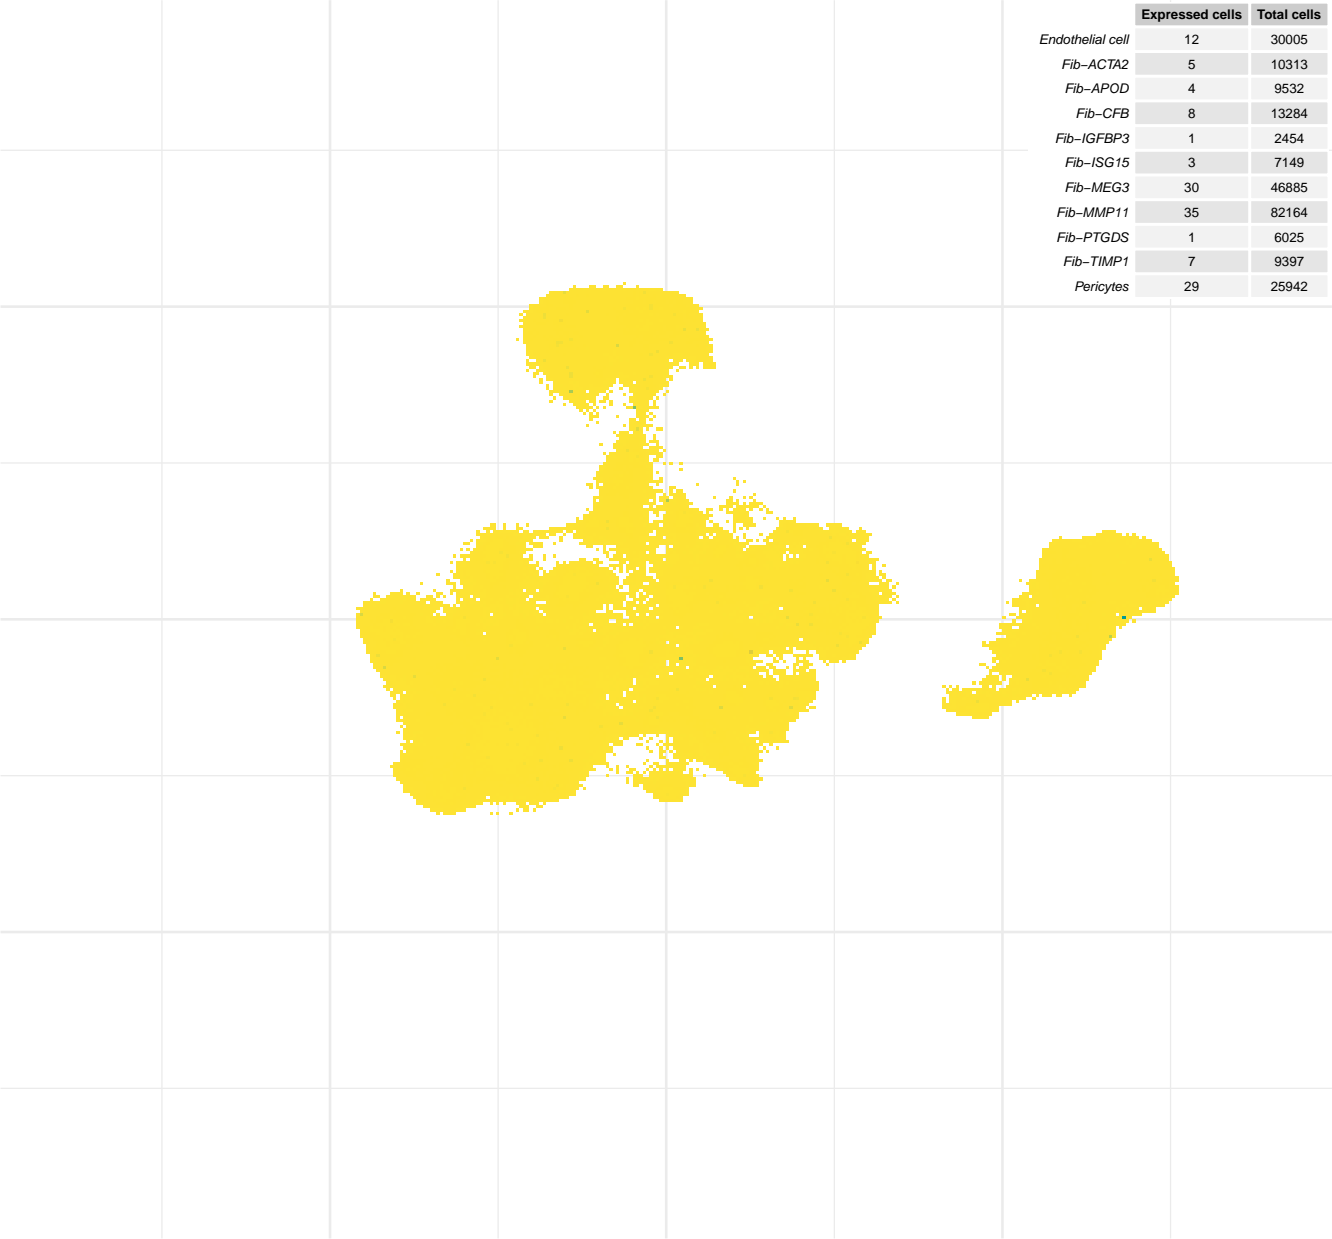 Expressed cells Total cells
Endothelial cell 12 30005
Fib−ACTA2 5 10313
Fib−APOD 4 9532
Fib−CFB 8 13284
Fib−IGFBP3 1 2454
Fib−ISG15 3 7149
Fib−MEG3 30 46885
Fib−MMP11 35 82164
Fib−PTGDS 1 6025
Fib−TIMP1 7 9397
Pericytes 29 25942